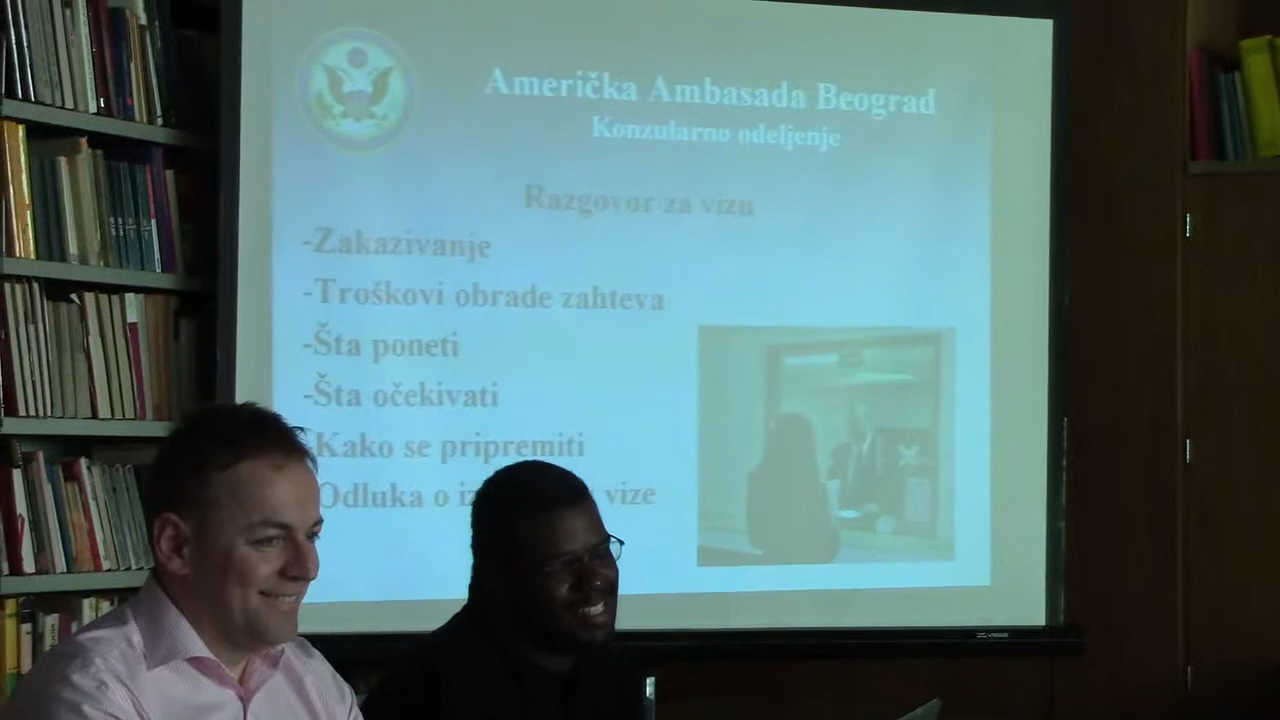 Američka Ambasada Beograd
Konzularno odeljenje
Razgovor za vizu
-Zakazivanje
-Troškovi obrade zahteva
-Šta poneti
-Šta očekivati
-Kako se pripremiti
Odluka o vize